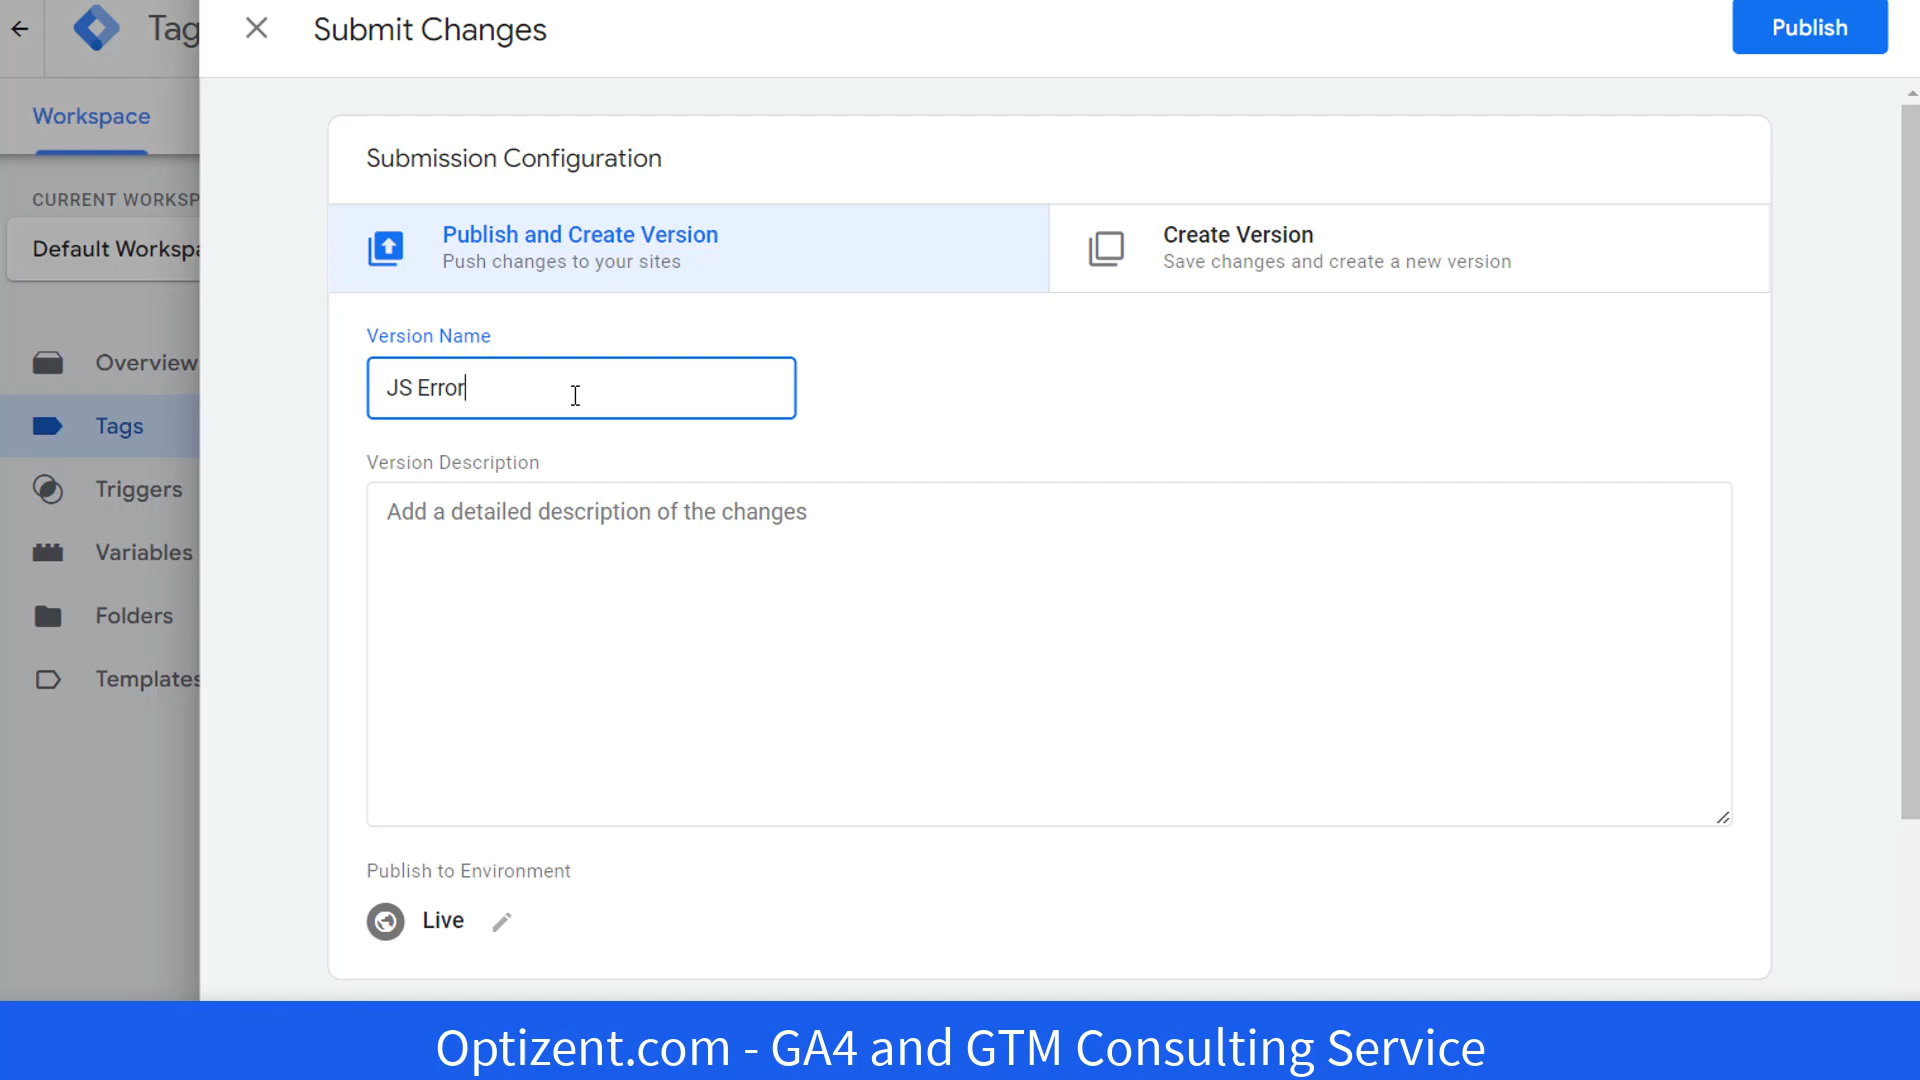 Tag
Submit Changes
Publish
Workspace
CURRENT WORKSP
Default Workspa
Overview
Tags
Triggers
Variables
Folders
Templates
Submission Configuration
Publish and Create Version
Push changes to your sites
Create Version
Save changes and create a new version
Version Name
JS Error
Version Description
Add a detailed description of the changes
Publish to Environment
Live
Optizent.com - GA4 and GTM Consulting Service